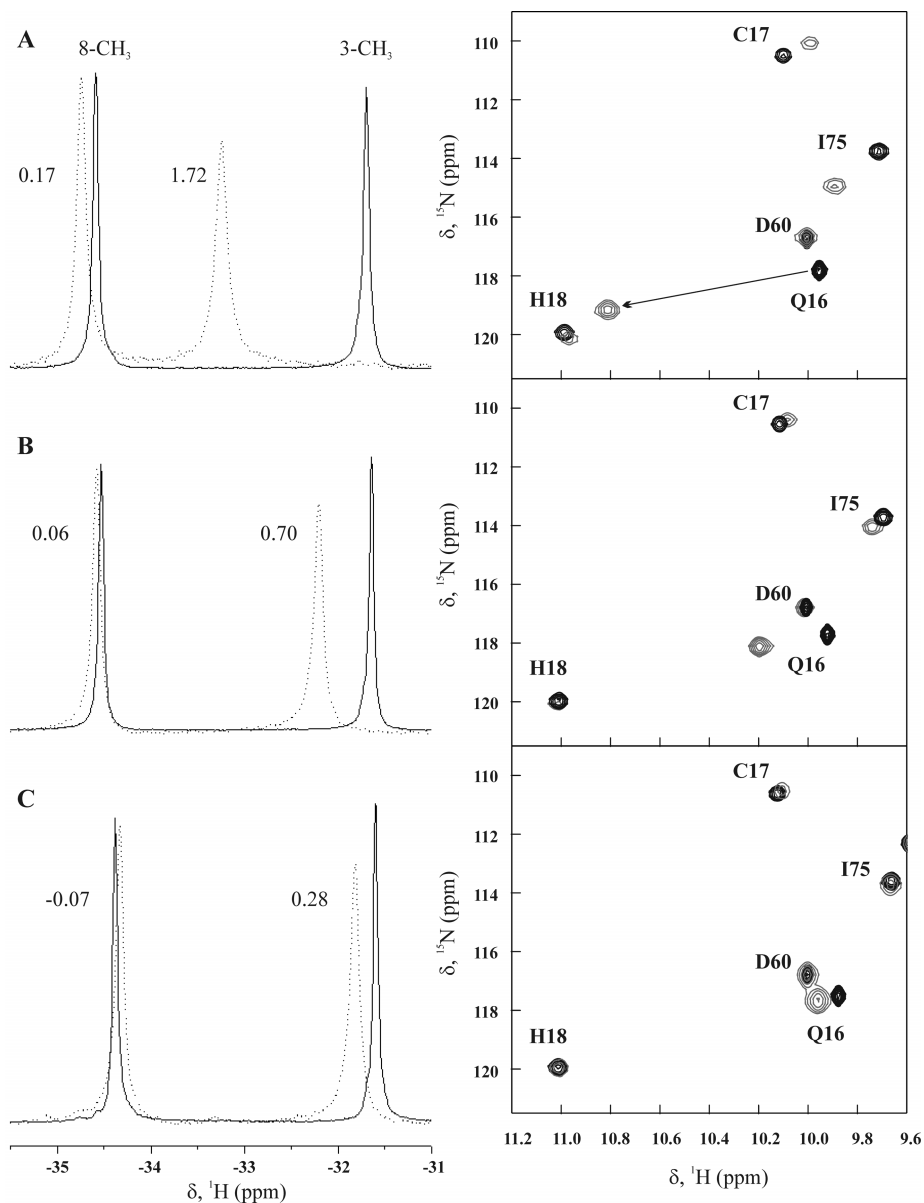 A
8-CH₃
3-CH₃
0.17
1.72
110
112
114
116
118
120
δ, ¹⁵N (ppm)
C17
I75
D60
Q16
H18
B
0.06
0.70
110
112
114
116
118
120
δ, ¹⁵N (ppm)
C17
I75
D60
Q16
H18
C
-0.07
0.28
110
112
114
116
118
120
δ, ¹⁵N (ppm)
C17
I75
D60
Q16
H18
-35 -34 -33 -32 -31
δ, ¹H (ppm)
11.2 11.0 10.8 10.6 10.4 10.2 10.0 9.8 9.6
δ, ¹H (ppm)